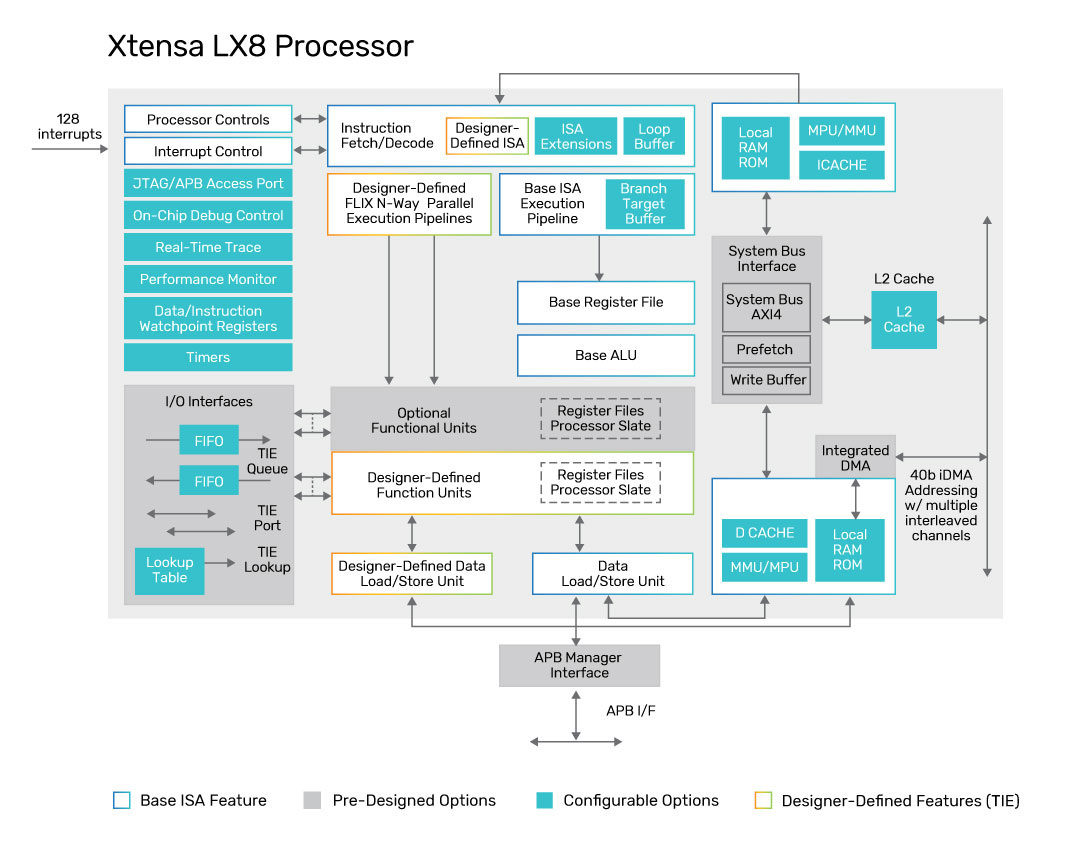 Xtensa LX8 Processor
128
interrupts
Processor Controls
Interrupt Control
JTAG/APB Access Port
On-Chip Debug Control
Real-Time Trace
Performance Monitor
Data/Instruction
Watchpoint Registers
Timers
Instruction
Fetch/Decode
Designer-
Defined ISA
ISA
Extensions
Loop
Buffer
Designer-Defined
FLIX N-Way Parallel
Execution Pipelines
Base ISA
Execution
Pipeline
Branch
Target
Buffer
Base Register File
Base ALU
Local
RAM
ROM
MPU/MMU
ICACHE
System Bus
Interface
System Bus
AXI4
Prefetch
Write Buffer
L2 Cache
L2
Cache
I/O Interfaces
FIFO
TIE
Queue
FIFO
TIE
Port
Lookup
Table
TIE
Lookup
Optional
Functional Units
Register Files
Processor Slate
Designer-Defined
Function Units
Register Files
Processor Slate
Designer-Defined Data
Load/Store Unit
Data
Load/Store Unit
Integrated
DMA
D CACHE
MMU/MPU
Local
RAM
ROM
40b iDMA
Addressing
w/ multiple
interleaved
channels
APB Manager
Interface
APB I/F
Base ISA Feature
Pre-Designed Options
Configurable Options
Designer-Defined Features (TIE)